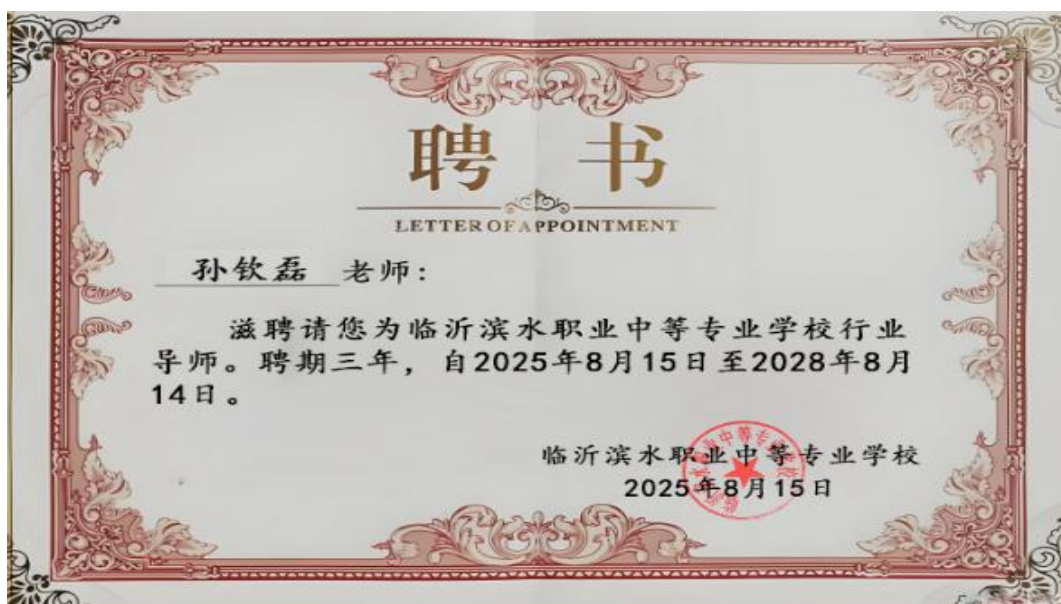 聘 书
LETTER OF APPOINTMENT
孙钦磊 老师：
滋聘请您为临沂滨水职业中等专业学校行业
导师。聘期三年，自2025年8月15日至2028年8月
14日。
临沂滨水职业中等专业学校
2025年8月15日